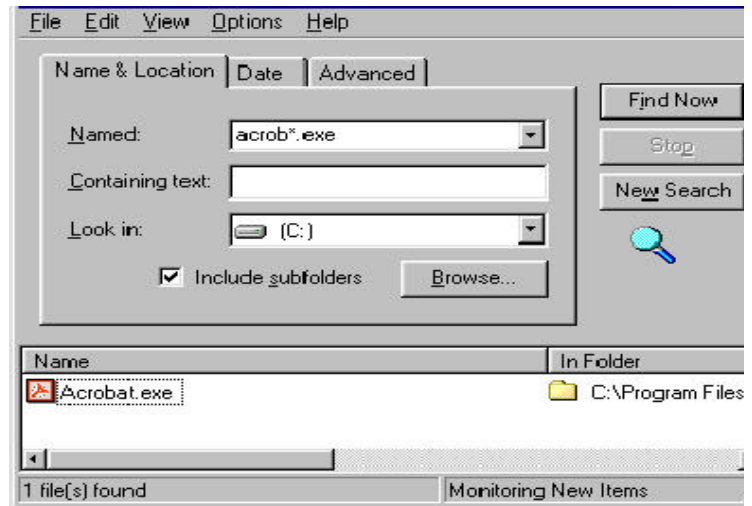 File Edit View Options Help
Name & Location Date Advanced
Find Now
Named: acrob*.exe
Stop
Containing text:
New Search
Look in: (C:)
Include subfolders Browse...
Name In Folder
Acrobat.exe C:\Program Files
1 file(s) found Monitoring New Items